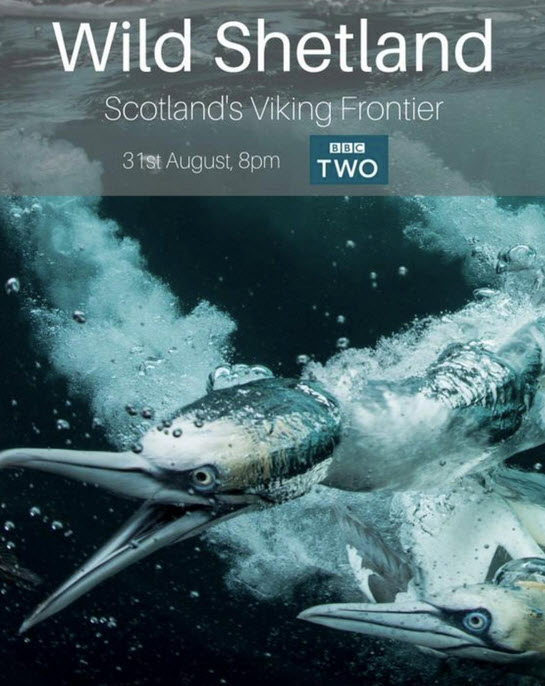 Wild Shetland
Scotland's Viking Frontier
31st August, 8pm
BBC
TWO